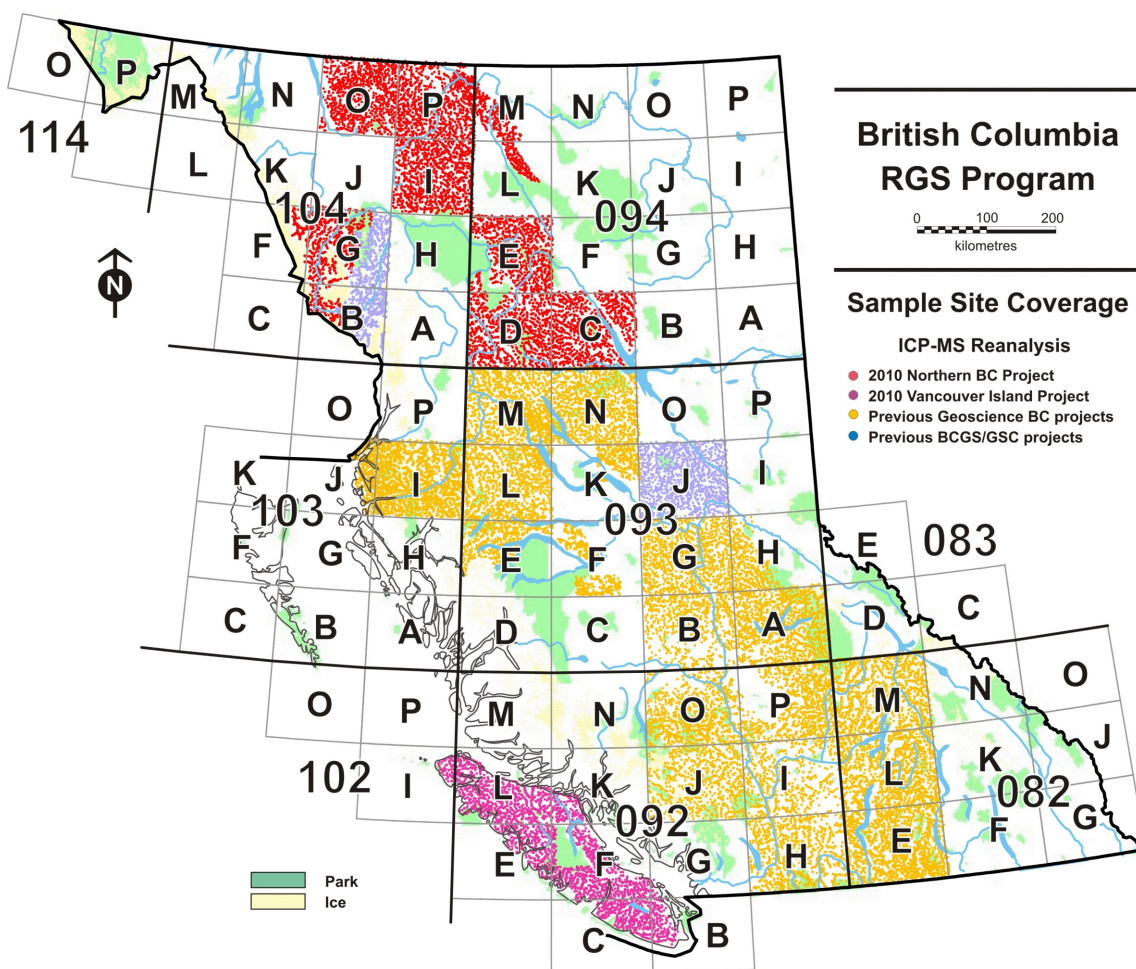 O P M N O P M N O P
114
L K J I L K J I
104 094
F G H E F G H
N
C B A D C B A
O P M N O P
K J I L K J I
103 093 083
F G H E F G H E
C B A D C B A D C
O P M N O P M N O
102 I L K J I L K J
092 082
E F G H E F G
C B
British Columbia
RGS Program
0 100 200
kilometres
Sample Site Coverage
ICP-MS Reanalysis
2010 Northern BC Project
2010 Vancouver Island Project
Previous Geoscience BC projects
Previous BCGS/GSC projects
Park
Ice